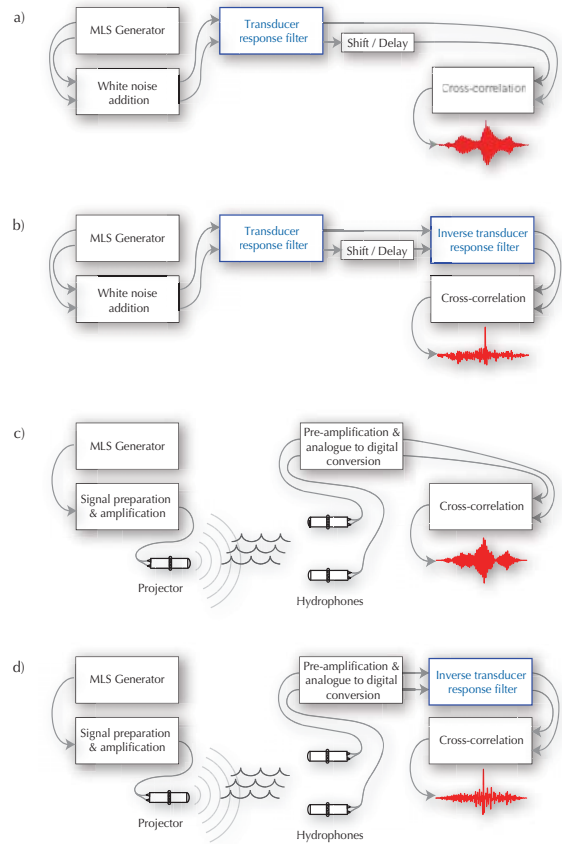 a)
MLS Generator
White noise
addition
Transducer
response filter
Shift / Delay
Cross-correlation
b)
MLS Generator
White noise
addition
Transducer
response filter
Shift / Delay
Inverse transducer
response filter
Cross-correlation
c)
MLS Generator
Signal preparation
& amplification
Projector
Pre-amplification &
analogue to digital
conversion
Hydrophones
Cross-correlation
d)
MLS Generator
Signal preparation
& amplification
Projector
Pre-amplification &
analogue to digital
conversion
Hydrophones
Inverse transducer
response filter
Cross-correlation